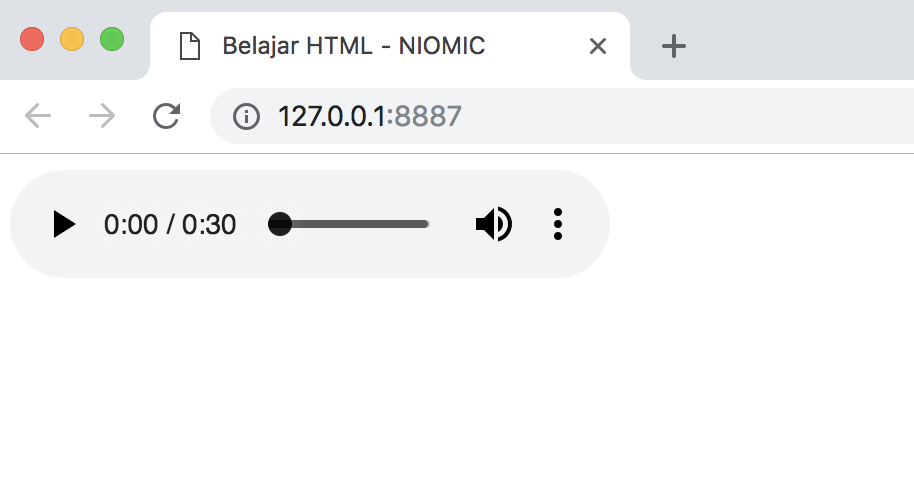 Belajar HTML - NIOMIC
127.0.0.1:8887
0:00 / 0:30